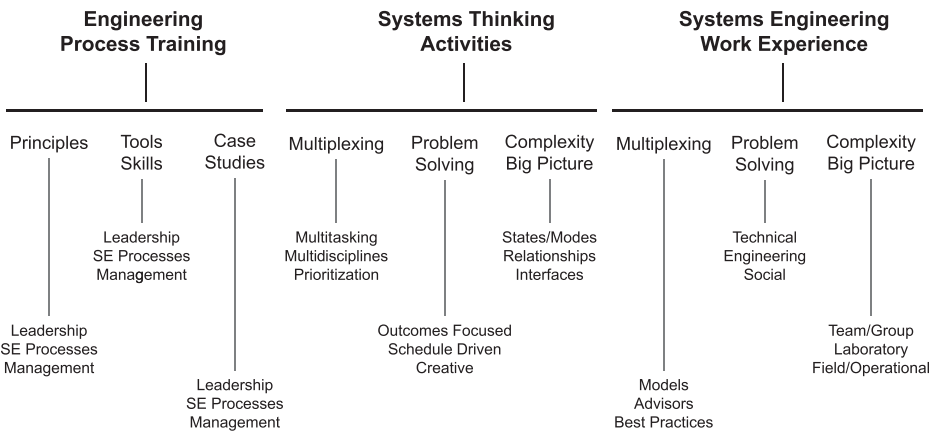 Engineering
Process Training
Systems Thinking
Activities
Systems Engineering
Work Experience
Principles
Tools
Skills
Case
Studies
Multiplexing
Problem
Solving
Complexity
Big Picture
Multiplexing
Problem
Solving
Complexity
Big Picture
Leadership
SE Processes
Management
Multitasking
Multidisciplines
Prioritization
States/Modes
Relationships
Interfaces
Technical
Engineering
Social
Leadership
SE Processes
Management
Outcomes Focused
Schedule Driven
Creative
Team/Group
Laboratory
Field/Operational
Leadership
SE Processes
Management
Models
Advisors
Best Practices